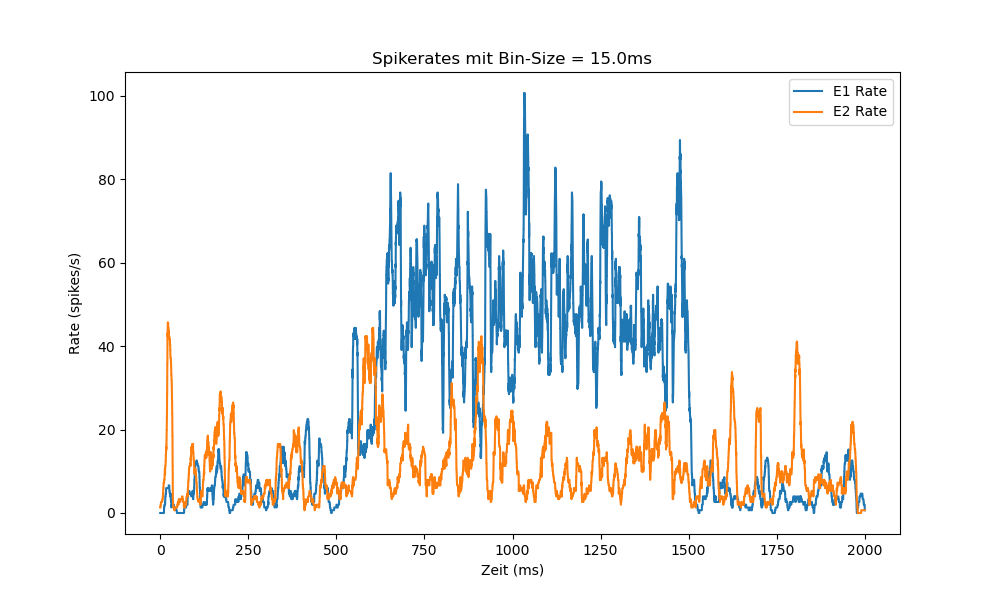 Spikerates mit Bin-Size = 15.0ms
E1 Rate
E2 Rate
Rate (spikes/s)
100
80
60
40
20
0
0 250 500 750 1000 1250 1500 1750 2000
Zeit (ms)